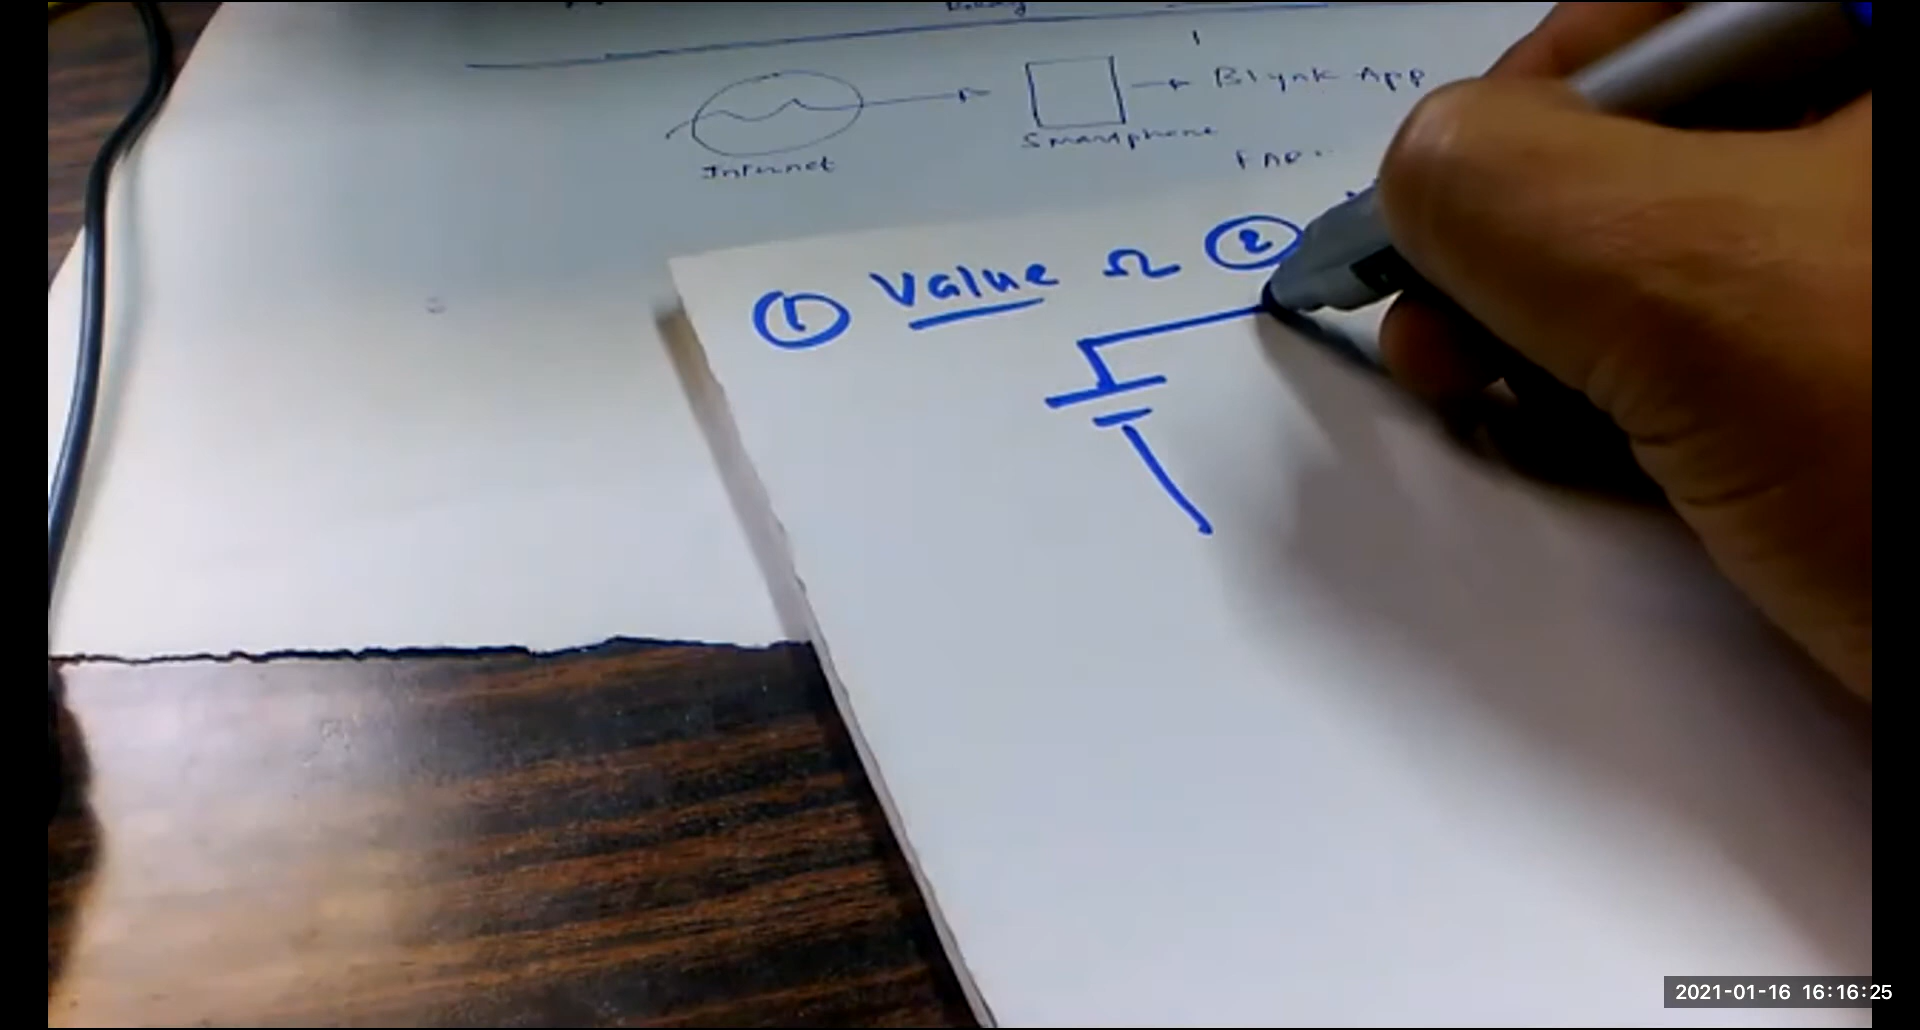 → Blynk App
Smartphone
Internet
① Value Ω ②
2021-01-16 16:16:25